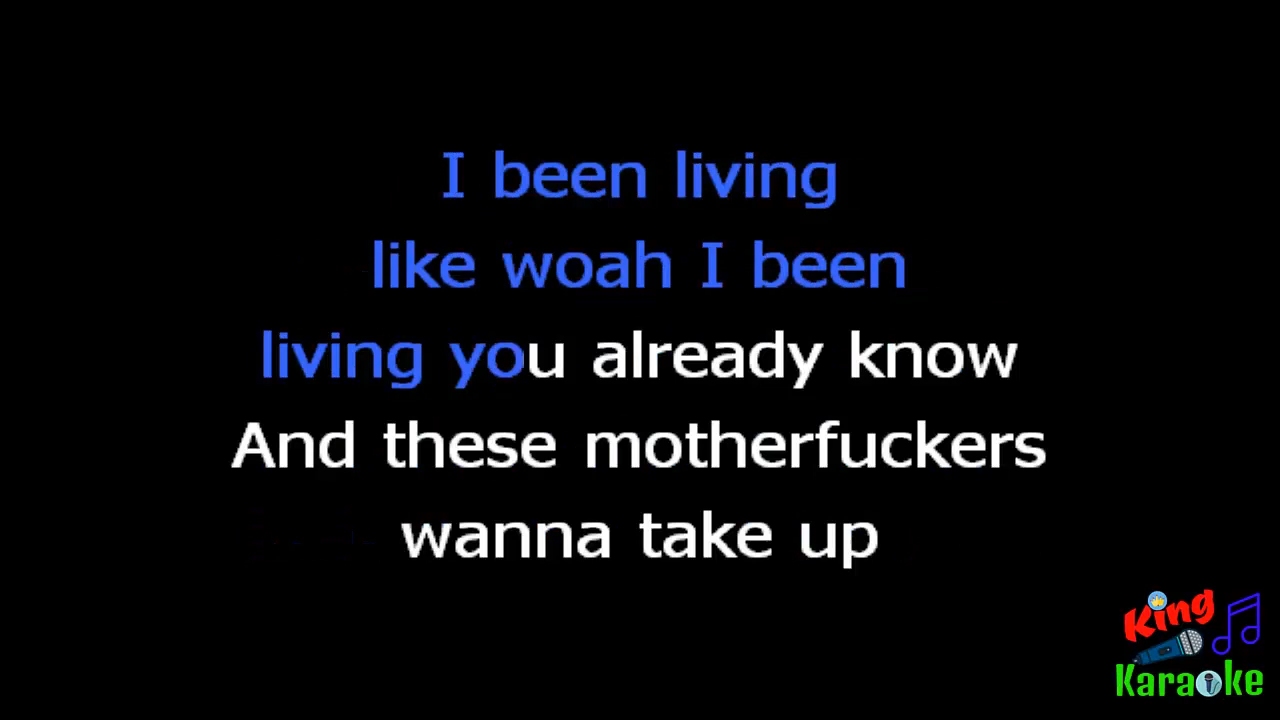 I been living
like woah I been
living you already know
And these motherfuckers
wanna take up
King
Karaoke